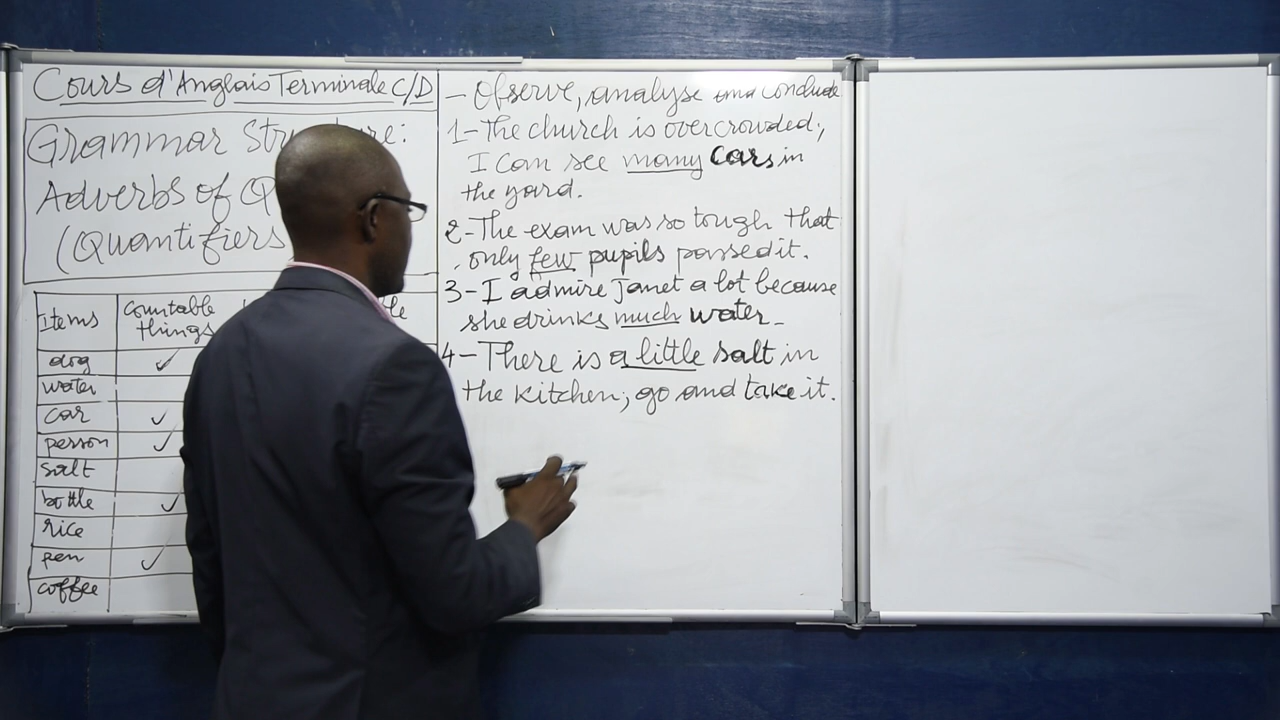 Cours d'Anglais Terminale C/D
Grammar
Adverbs of
(Quantifiers
Items
countable things
dog ✓
water
car ✓
person ✓
salt
bottle ✓
rice
pen ✓
coffee
- Observe, analyse and conclude
1- The church is overcrowded;
I can see many cars in
the yard.
2- The exam was so tough that
only few pupils passed it.
3- I admire Janet a lot because
she drinks much water.
4- There is a little salt in
the kitchen; go and take it.